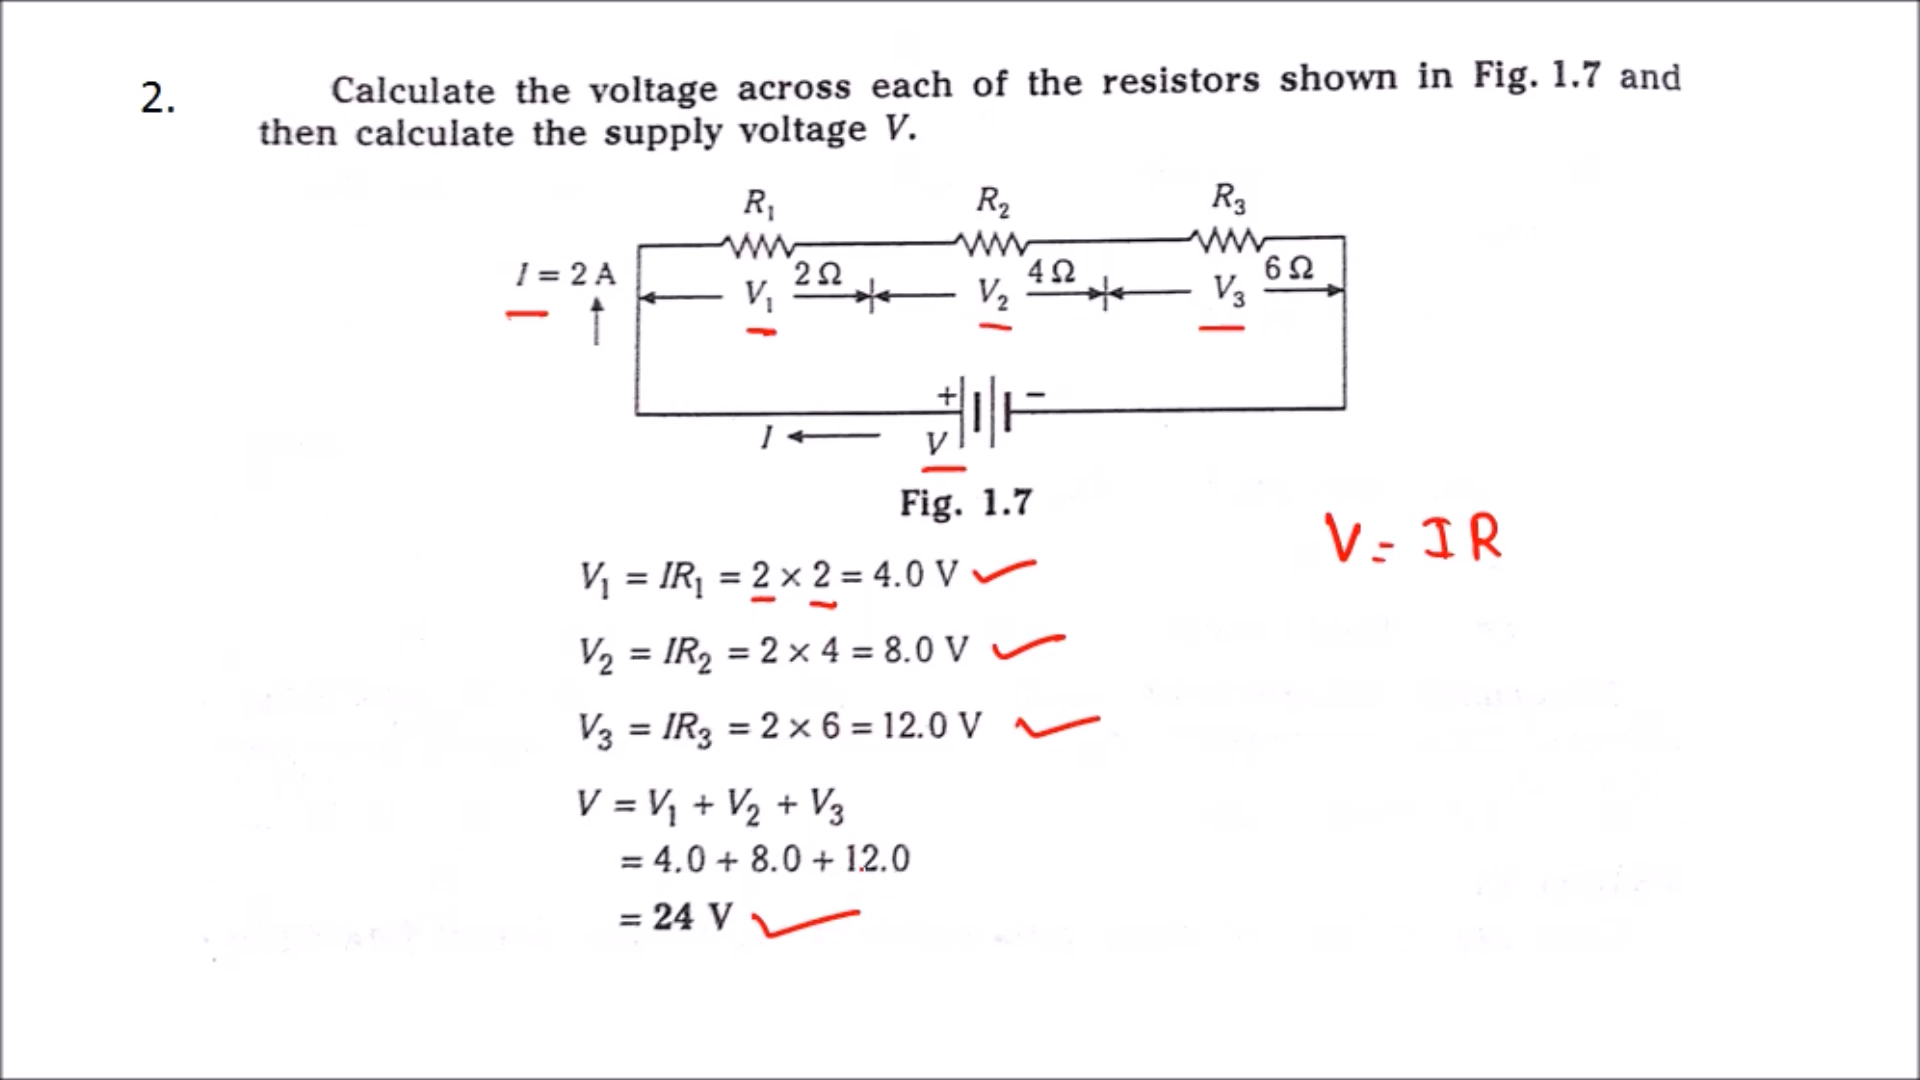 2. Calculate the voltage across each of the resistors shown in Fig. 1.7 and
then calculate the supply voltage V.
R₁ R₂ R₃
I = 2 A 2 Ω 4 Ω 6 Ω
V₁ V₂ V₃
+ −
I V
Fig. 1.7
V = IR
V₁ = IR₁ = 2 × 2 = 4.0 V
V₂ = IR₂ = 2 × 4 = 8.0 V
V₃ = IR₃ = 2 × 6 = 12.0 V
V = V₁ + V₂ + V₃
= 4.0 + 8.0 + 12.0
= 24 V